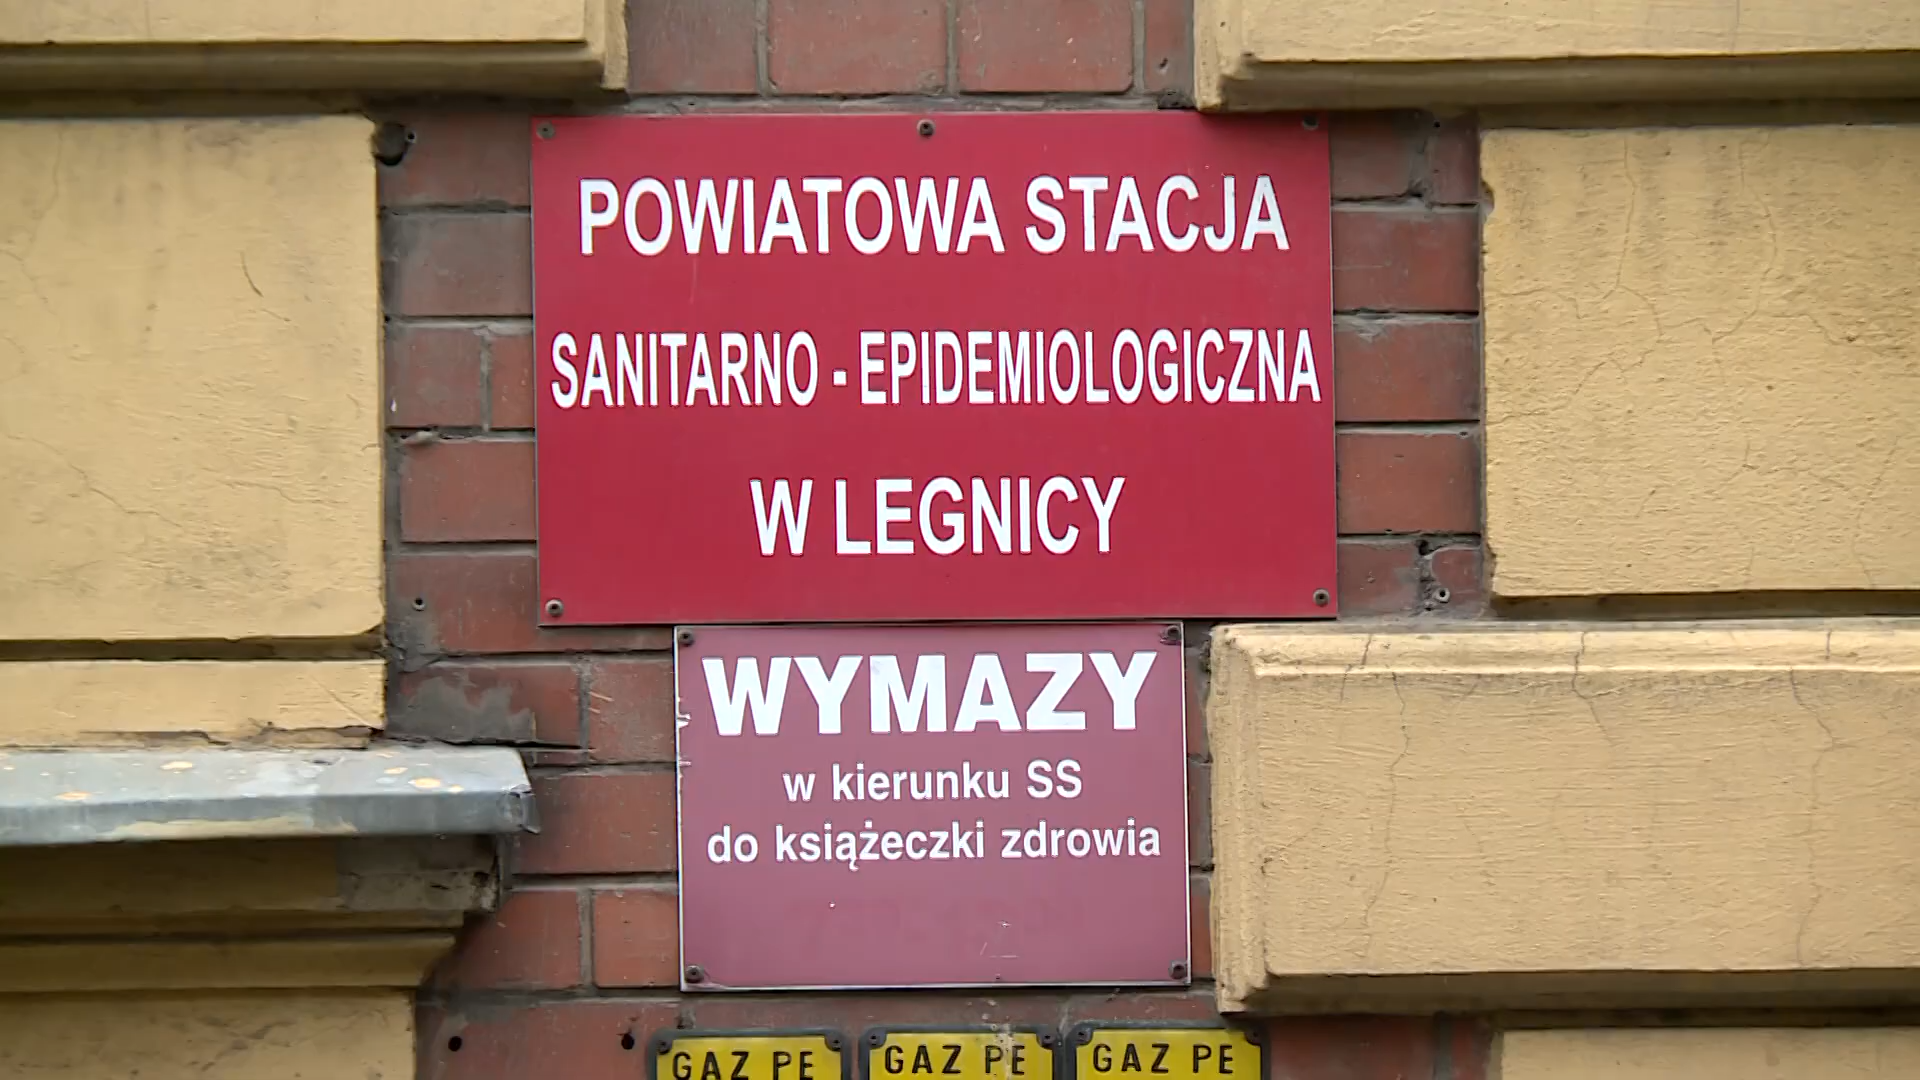 POWIATOWA STACJA
SANITARNO - EPIDEMIOLOGICZNA
W LEGNICY
WYMAZY
w kierunku SS
do książeczki zdrowia
GAZ PE GAZ PE GAZ PE